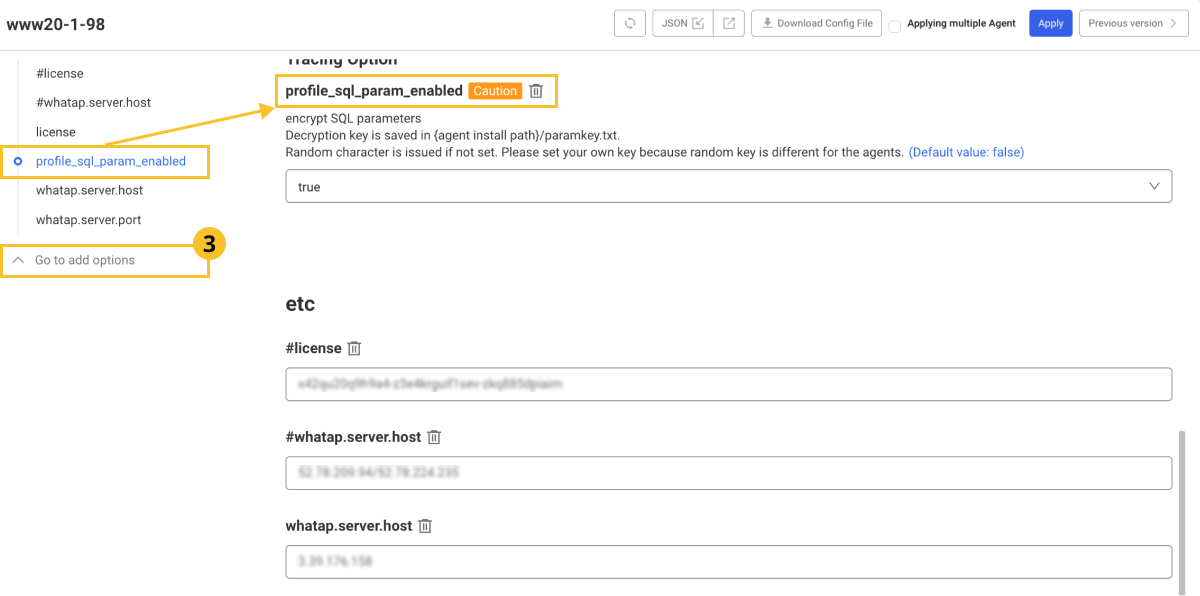 www20-1-98
JSON
Download Config File
Applying multiple Agent
Apply
Previous version
#license
#whatap.server.host
license
profile_sql_param_enabled
whatap.server.host
whatap.server.port
3
Go to add options
Tracing Option
profile_sql_param_enabled Caution
encrypt SQL parameters
Decryption key is saved in {agent install path}/paramkey.txt.
Random character is issued if not set. Please set your own key because random key is different for the agents. (Default value: false)
true
etc
#license
#whatap.server.host
whatap.server.host